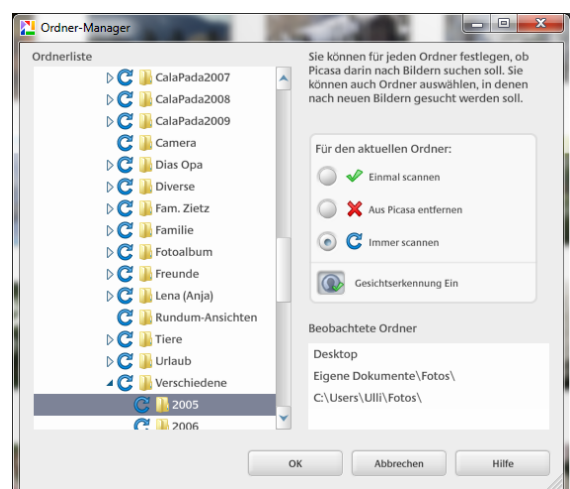 Ordner-Manager
Ordnerliste
CalaPada2007
CalaPada2008
CalaPada2009
Camera
Dias Opa
Diverse
Fam. Zietz
Familie
Fotoalbum
Freunde
Lena (Anja)
Rundum-Ansichten
Tiere
Urlaub
Verschiedene
2005
2006
Sie können für jeden Ordner festlegen, ob
Picasa darin nach Bildern suchen soll. Sie
können auch Ordner auswählen, in denen
nach neuen Bildern gesucht werden soll.
Für den aktuellen Ordner:
Einmal scannen
Aus Picasa entfernen
Immer scannen
Gesichtserkennung Ein
Beobachtete Ordner
Desktop
Eigene Dokumente\Fotos\
C:\Users\Ulli\Fotos\
OK
Abbrechen
Hilfe